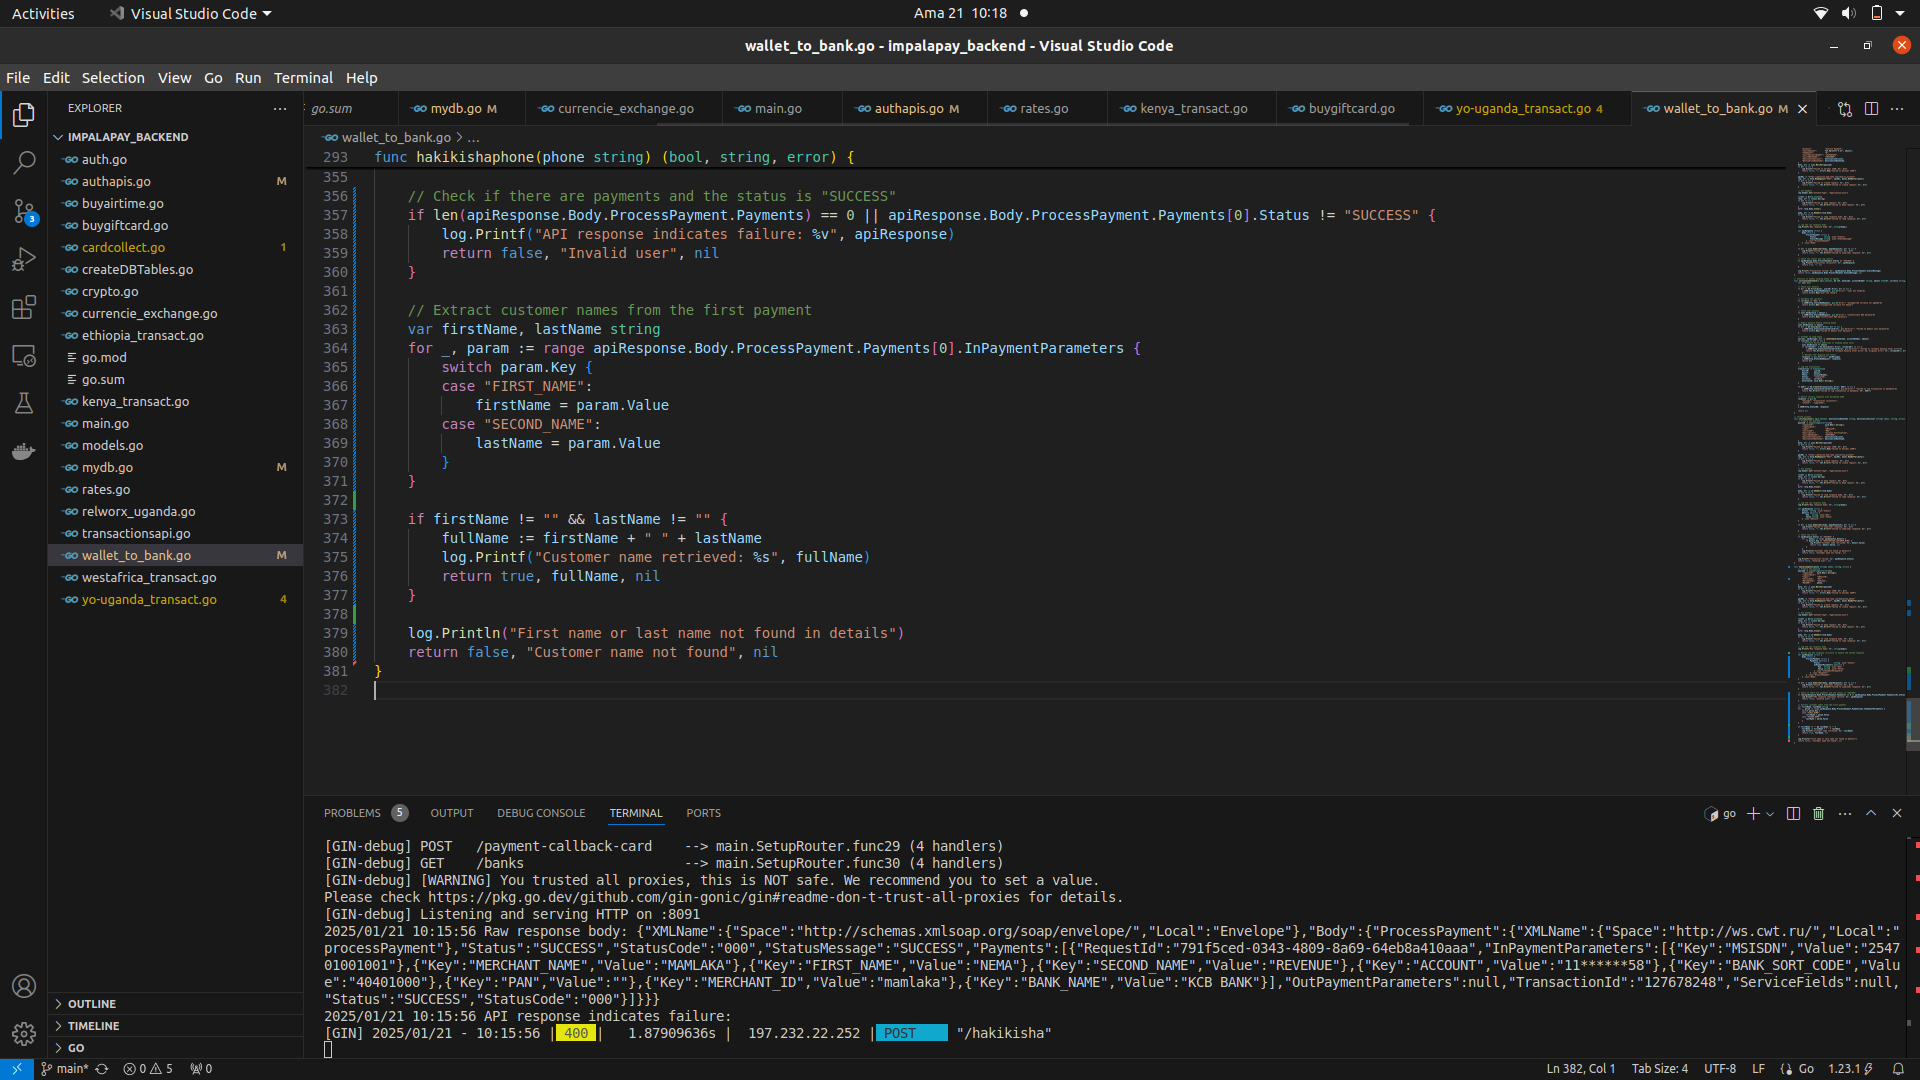 Activities
Visual Studio Code
Ama 21 10:18
wallet_to_bank.go - impalapay_backend - Visual Studio Code
File Edit Selection View Go Run Terminal Help
EXPLORER
go.sum
mydb.go M
currencie_exchange.go
main.go
authapis.go M
rates.go
kenya_transact.go
buygiftcard.go
yo-uganda_transact.go 4
wallet_to_bank.go M
IMPALAPAY_BACKEND
auth.go
authapis.go M
buyairtime.go
buygiftcard.go
cardcollect.go 1
createDBTables.go
crypto.go
currencie_exchange.go
ethiopia_transact.go
go.mod
go.sum
kenya_transact.go
main.go
models.go
mydb.go M
rates.go
relworx_uganda.go
transactionsapi.go
wallet_to_bank.go M
westafrica_transact.go
yo-uganda_transact.go 4
OUTLINE
TIMELINE
GO
3
wallet_to_bank.go > ...
293 func hakikishaphone(phone string) (bool, string, error) {
355
356 // Check if there are payments and the status is "SUCCESS"
357 if len(apiResponse.Body.ProcessPayment.Payments) == 0 || apiResponse.Body.ProcessPayment.Payments[0].Status != "SUCCESS" {
358 log.Printf("API response indicates failure: %v", apiResponse)
359 return false, "Invalid user", nil
360 }
361
362 // Extract customer names from the first payment
363 var firstName, lastName string
364 for _, param := range apiResponse.Body.ProcessPayment.Payments[0].InPaymentParameters {
365 switch param.Key {
366 case "FIRST_NAME":
367 firstName = param.Value
368 case "SECOND_NAME":
369 lastName = param.Value
370 }
371 }
372
373 if firstName != "" && lastName != "" {
374 fullName := firstName + " " + lastName
375 log.Printf("Customer name retrieved: %s", fullName)
376 return true, fullName, nil
377 }
378
379 log.Println("First name or last name not found in details")
380 return false, "Customer name not found", nil
381 }
382
PROBLEMS 5 OUTPUT DEBUG CONSOLE TERMINAL PORTS
go
[GIN-debug] POST /payment-callback-card --> main.SetupRouter.func29 (4 handlers)
[GIN-debug] GET /banks --> main.SetupRouter.func30 (4 handlers)
[GIN-debug] [WARNING] You trusted all proxies, this is NOT safe. We recommend you to set a value.
Please check https://pkg.go.dev/github.com/gin-gonic/gin#readme-don-t-trust-all-proxies for details.
[GIN-debug] Listening and serving HTTP on :8091
2025/01/21 10:15:56 Raw response body: {"XMLName":{"Space":"http://schemas.xmlsoap.org/soap/envelope/","Local":"Envelope"},"Body":{"ProcessPayment":{"XMLName":{"Space":"http://ws.cwt.ru/","Local":"
processPayment"},"Status":"SUCCESS","StatusCode":"000","StatusMessage":"SUCCESS","Payments":[{"RequestId":"791f5ced-0343-4809-8a69-64eb8a410aaa","InPaymentParameters":[{"Key":"MSISDN","Value":"2547
01001001"},{"Key":"MERCHANT_NAME","Value":"MAMLAKA"},{"Key":"FIRST_NAME","Value":"NEMA"},{"Key":"SECOND_NAME","Value":"REVENUE"},{"Key":"ACCOUNT","Value":"11******58"},{"Key":"BANK_SORT_CODE","Valu
e":"40401000"},{"Key":"PAN","Value":""},{"Key":"MERCHANT_ID","Value":"mamlaka"},{"Key":"BANK_NAME","Value":"KCB BANK"}],"OutPaymentParameters":null,"TransactionId":"127678248","ServiceFields":null,
"Status":"SUCCESS","StatusCode":"000"}]}}}
2025/01/21 10:15:56 API response indicates failure:
[GIN] 2025/01/21 - 10:15:56 | 400 | 1.87909636s | 197.232.22.252 | POST "/hakikisha"
main* 0 5 0
Ln 382, Col 1 Tab Size: 4 UTF-8 LF Go 1.23.1